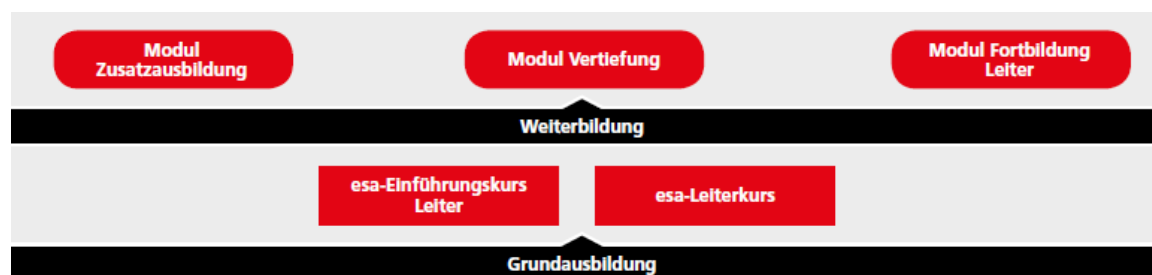 Modul
Zusatzausbildung
Modul Vertiefung
Modul Fortbildung
Leiter
Weiterbildung
esa-Einführungskurs
Leiter
esa-Leiterkurs
Grundausbildung